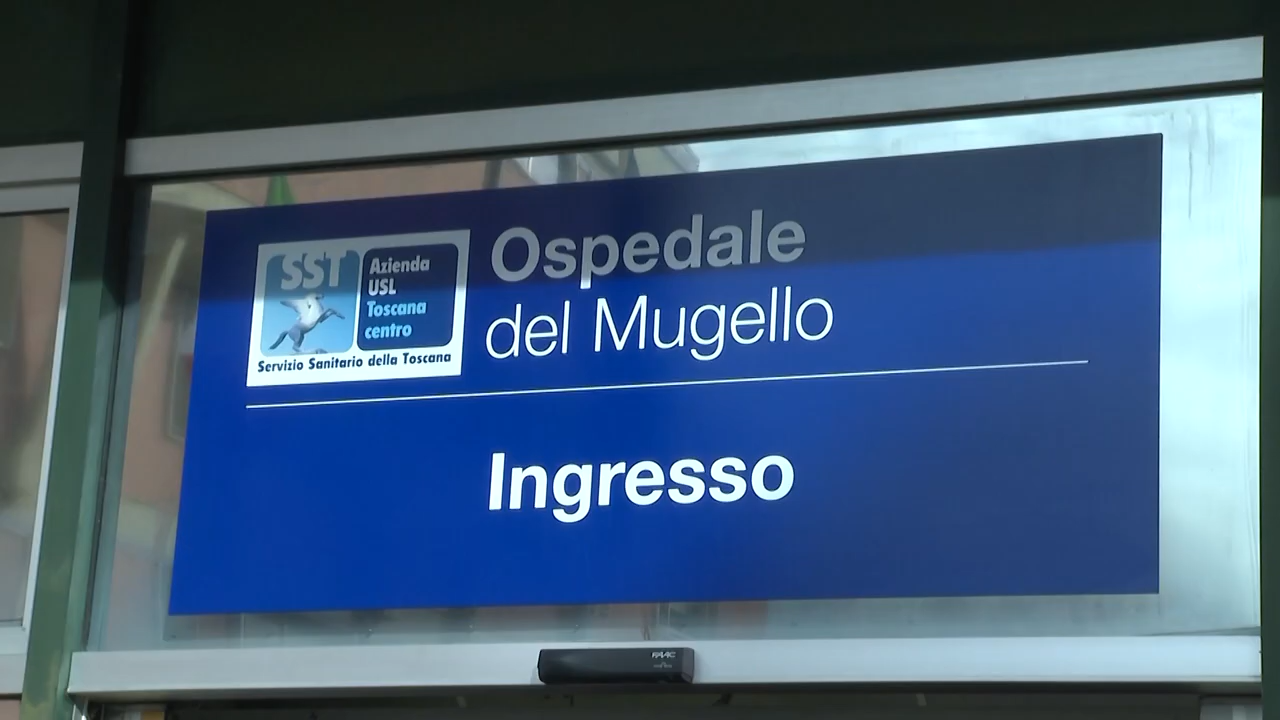 SST
Azienda
USL
Toscana
centro
Servizio Sanitario della Toscana
Ospedale
del Mugello
Ingresso
FAAC